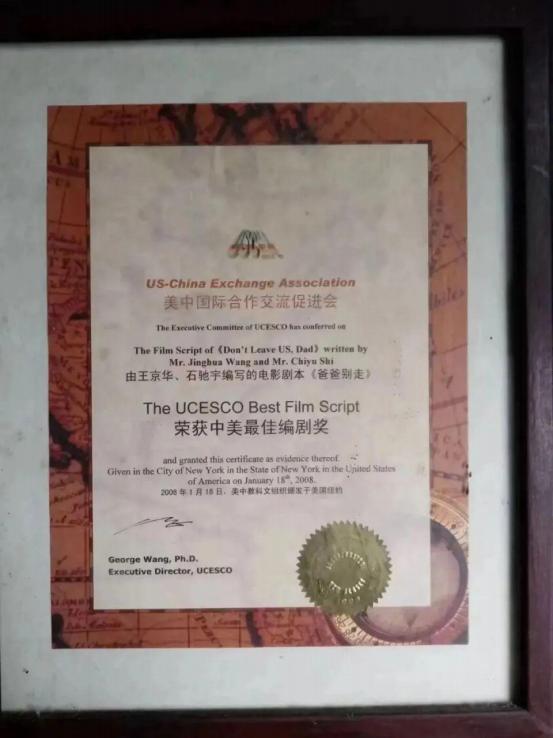 US-China Exchange Association
美中国际合作交流促进会
The Executive Committee of UCESCO has conferred on
The Film Script of《Don't Leave US, Dad》written by
Mr. Jinghua Wang and Mr. Chiyu Shi
由王京华、石驰宇编写的电影剧本《爸爸别走》
The UCESCO Best Film Script
荣获中美最佳编剧奖
and granted this certificate as evidence thereof.
Given in the City of New York in the State of New York in the United States
of America on January 18th, 2008.
2008年1月18日，美中教科文组织颁发于美国纽约
George Wang, Ph.D.
Executive Director, UCESCO